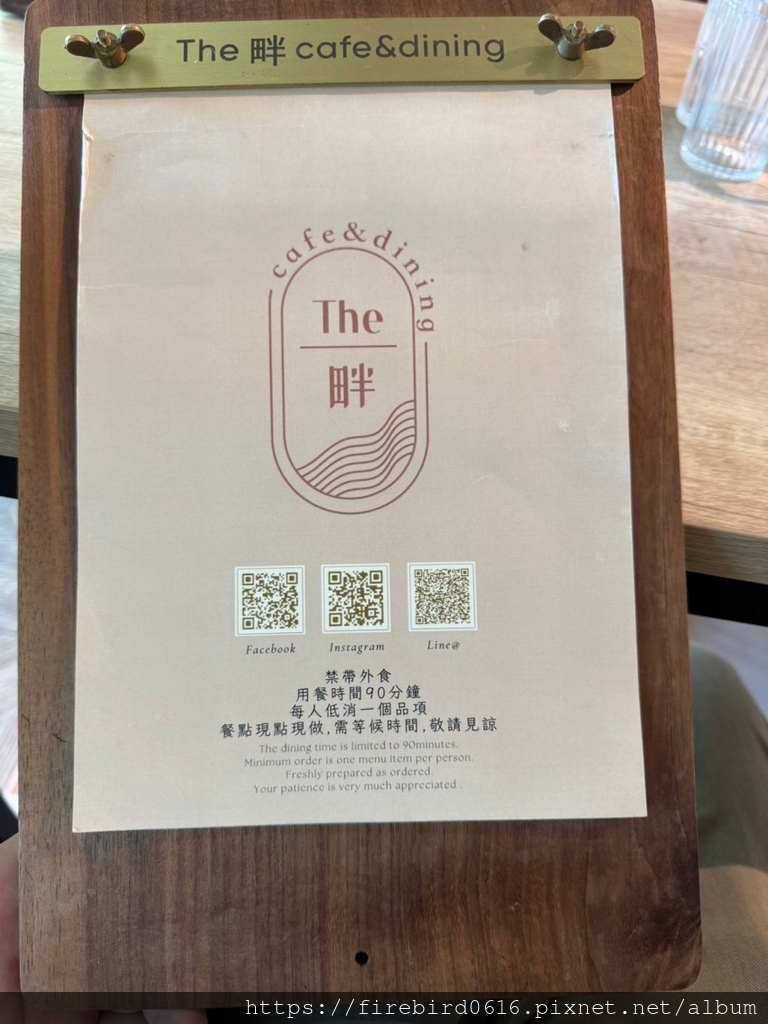 The 畔 cafe&dining
cafe&dining
The
畔
Facebook
Instagram
Line@
禁帶外食
用餐時間90分鐘
每人低消一個品項
餐點現點現做,需等候時間,敬請見諒
The dining time is limited to 90minutes.
Minimum order is one menu item per person.
Freshly prepared as ordered.
Your patience is very much appreciated .
https://firebird0616.pixnet.net/album